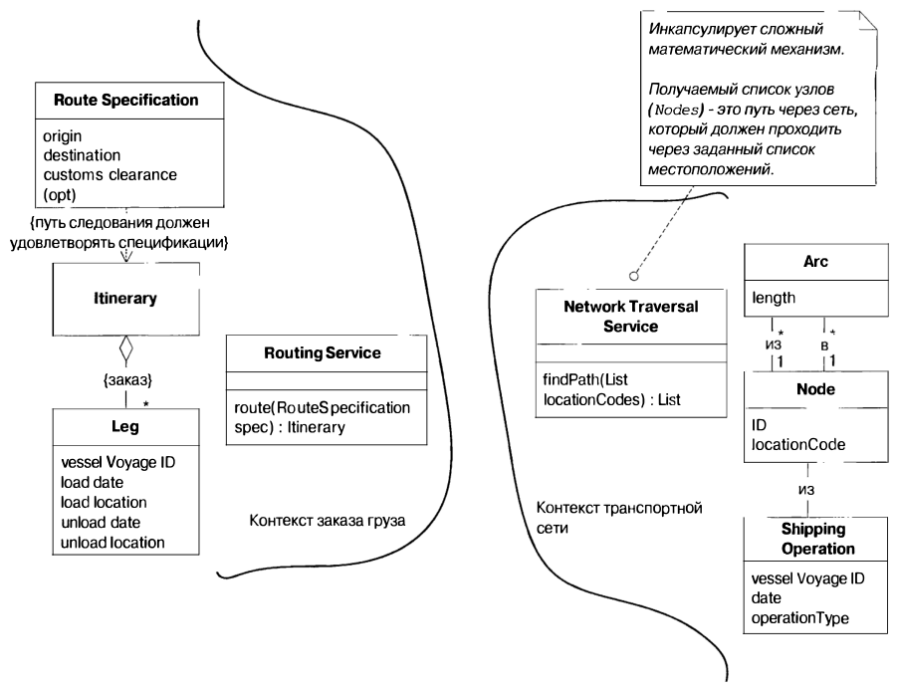 Route Specification
origin
destination
customs clearance
(opt)
{путь следования должен
удовлетворять спецификации}
Itinerary
{заказ}
*
Leg
vessel Voyage ID
load date
load location
unload date
unload location
Routing Service
route(RouteSpecification
spec) : Itinerary
Контекст заказа груза
Инкапсулирует сложный
математический механизм.
Получаемый список узлов
(Nodes) - это путь через сеть,
который должен проходить
через заданный список
местоположений.
Network Traversal
Service
findPath(List
locationCodes) : List
Контекст транспортной
сети
Arc
length
* *
из в
1 1
Node
ID
locationCode
из
Shipping
Operation
vessel Voyage ID
date
operationType